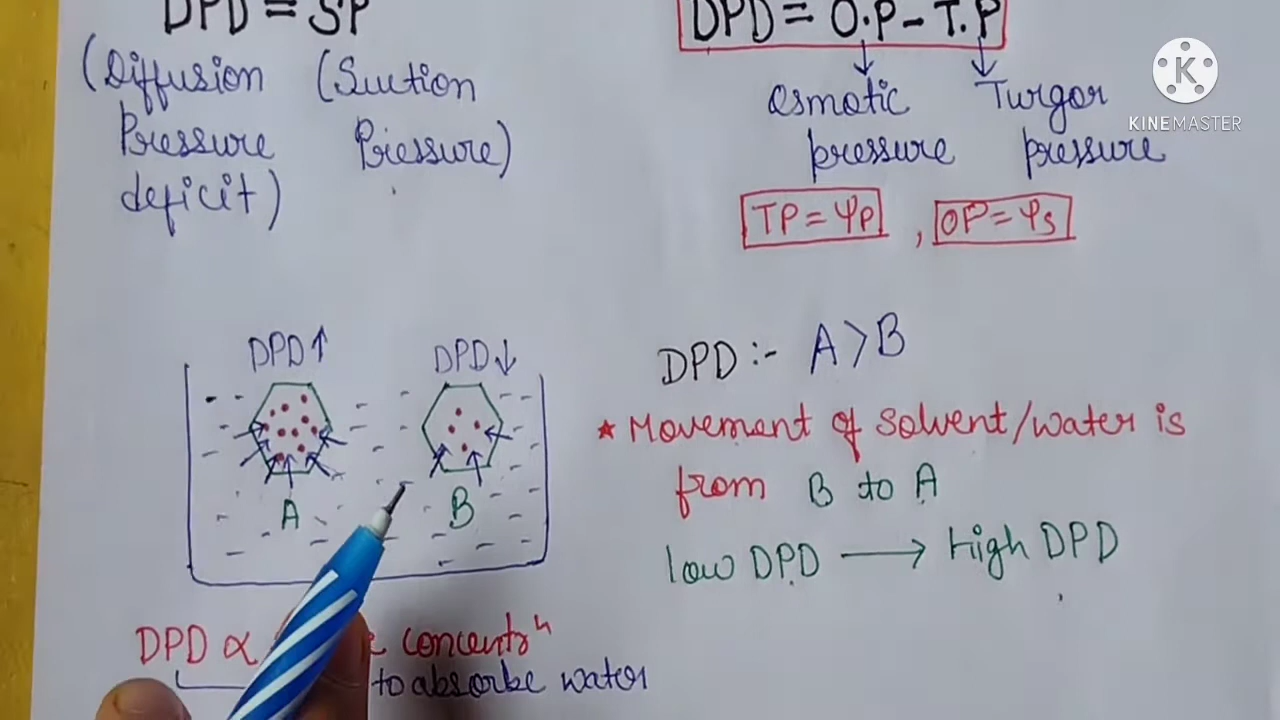 DPD = SP
(Diffusion Pressure deficit)
(Suction Pressure)
DPD = O.P - T.P
osmotic pressure
Turgor pressure
TP = Ψp , OP = Ψs
KINEMASTER
DPD↑
DPD↓
A
B
DPD :- A > B
* Movement of solvent/water is
from B to A
low DPD → High DPD
DPD ∝ concentⁿ
to absorbe water